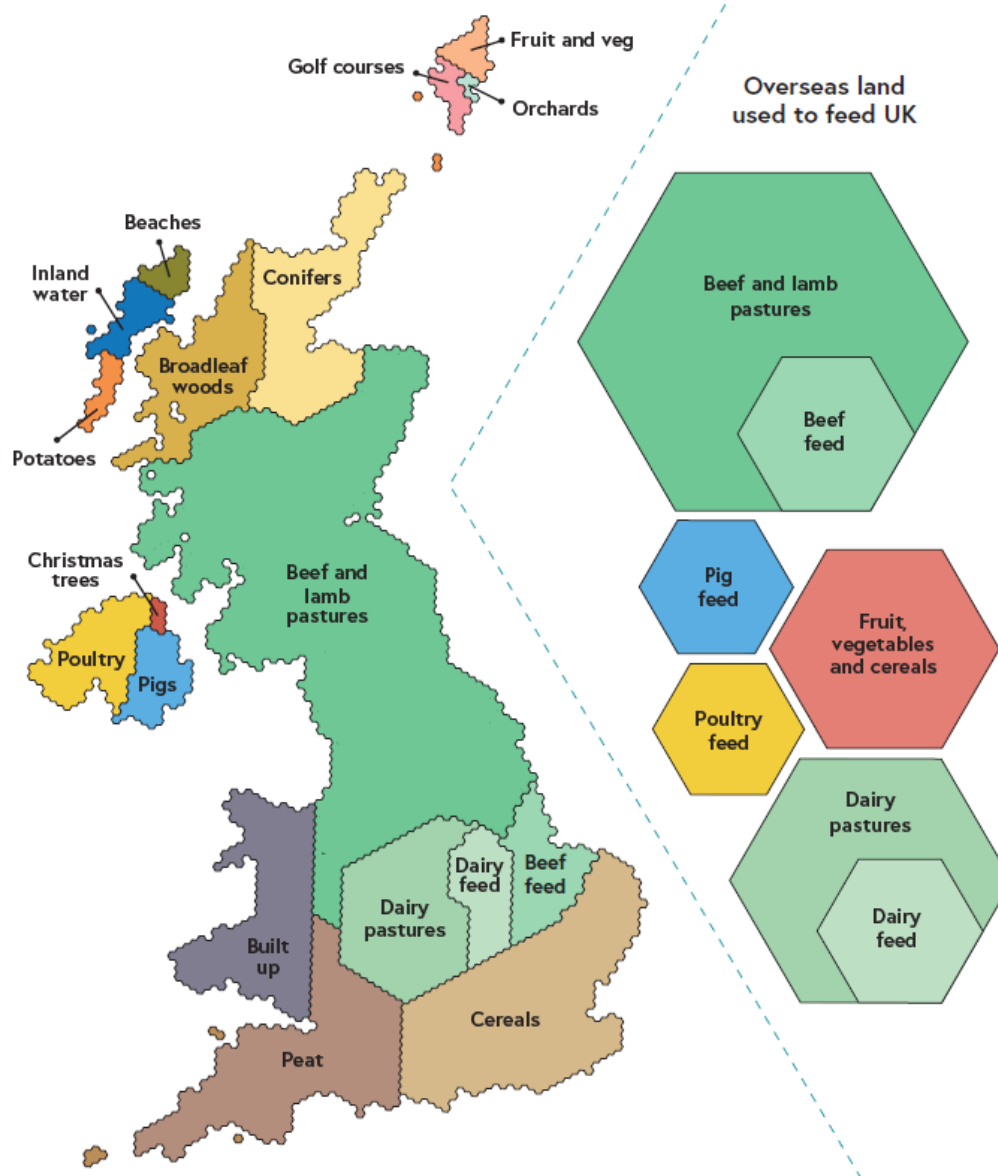 Fruit and veg
Golf courses
Orchards
Overseas land
used to feed UK
Beaches
Inland
water
Conifers
Broadleaf
woods
Potatoes
Beef and lamb
pastures
Beef
feed
Christmas
trees
Beef and
lamb
pastures
Poultry
Pigs
Pig
feed
Fruit,
vegetables
and cereals
Poultry
feed
Dairy
pastures
Dairy
feed
Beef
feed
Dairy
pastures
Dairy
feed
Built
up
Cereals
Peat